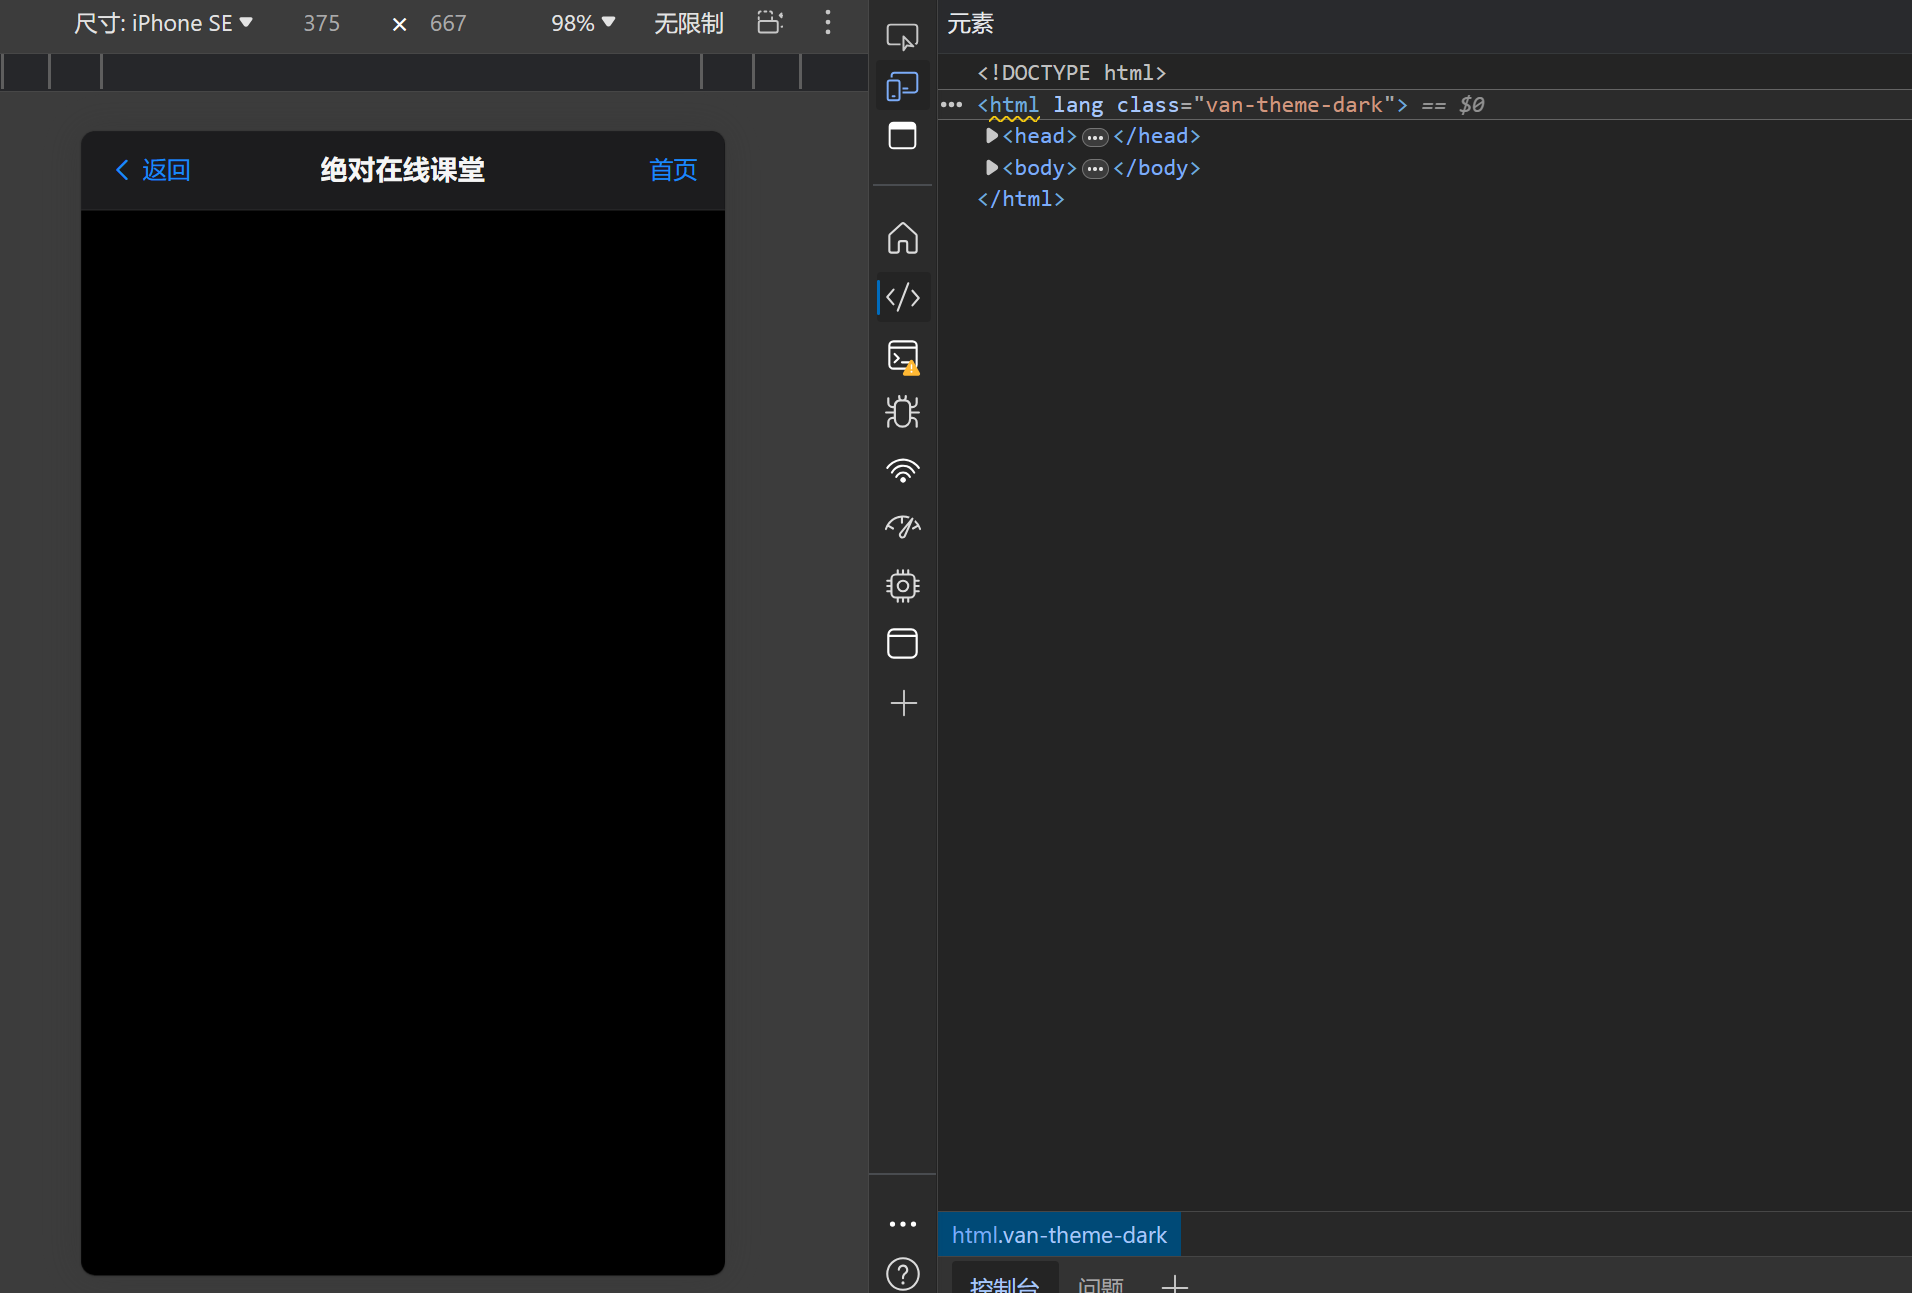 尺寸: iPhone SE 375 × 667 98% 无限制
返回 绝对在线课堂 首页
元素
<!DOCTYPE html>
<html lang class="van-theme-dark"> == $0
<head> </head>
<body> </body>
</html>
html.van-theme-dark
控制台 问题